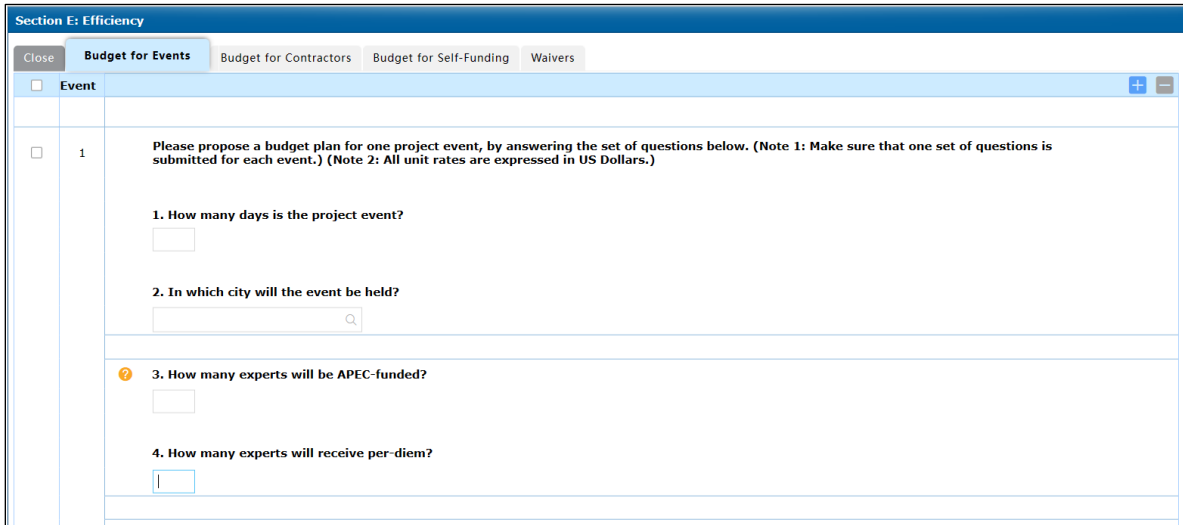 Section E: Efficiency
Close
Budget for Events
Budget for Contractors
Budget for Self-Funding
Waivers
Event
1
Please propose a budget plan for one project event, by answering the set of questions below. (Note 1: Make sure that one set of questions is
submitted for each event.) (Note 2: All unit rates are expressed in US Dollars.)
1. How many days is the project event?
2. In which city will the event be held?
? 3. How many experts will be APEC-funded?
4. How many experts will receive per-diem?